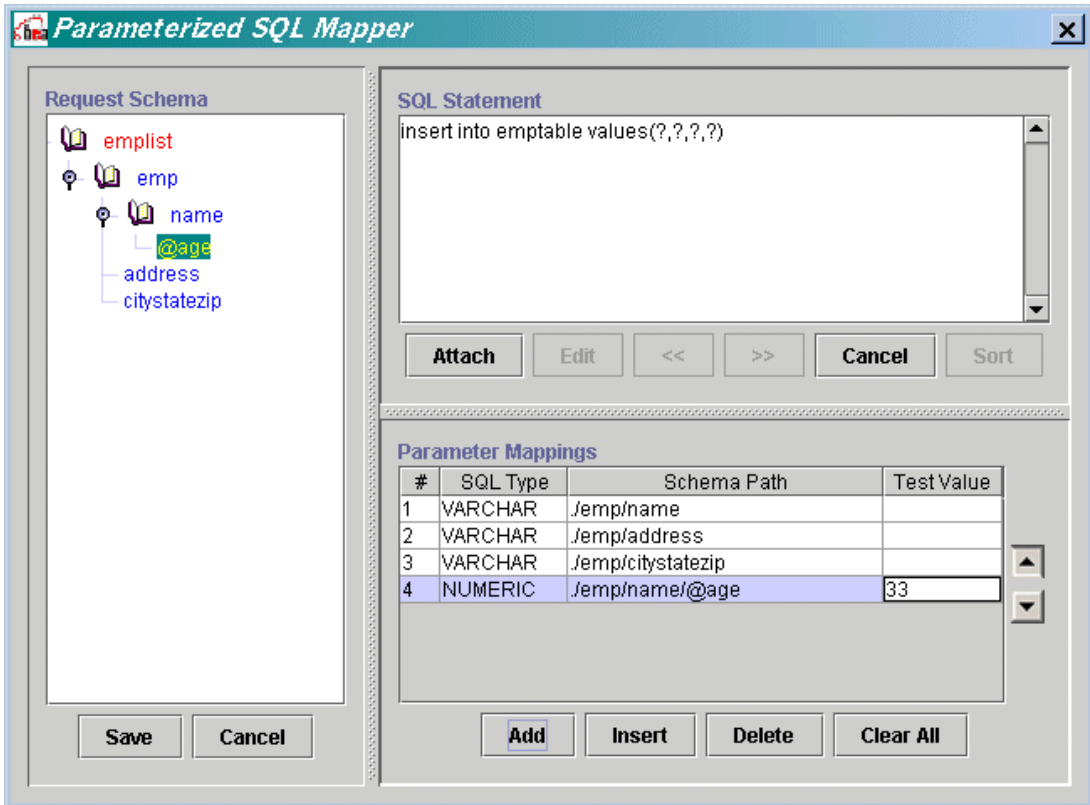 Parameterized SQL Mapper
Request Schema
emplist
emp
name
@age
address
citystatezip
Save Cancel
SQL Statement
insert into emptable values(?,?,?,?)
Attach Edit << >> Cancel Sort
Parameter Mappings
# SQL Type Schema Path Test Value
1 VARCHAR ./emp/name
2 VARCHAR ./emp/address
3 VARCHAR ./emp/citystatezip
4 NUMERIC ./emp/name/@age 33
Add Insert Delete Clear All